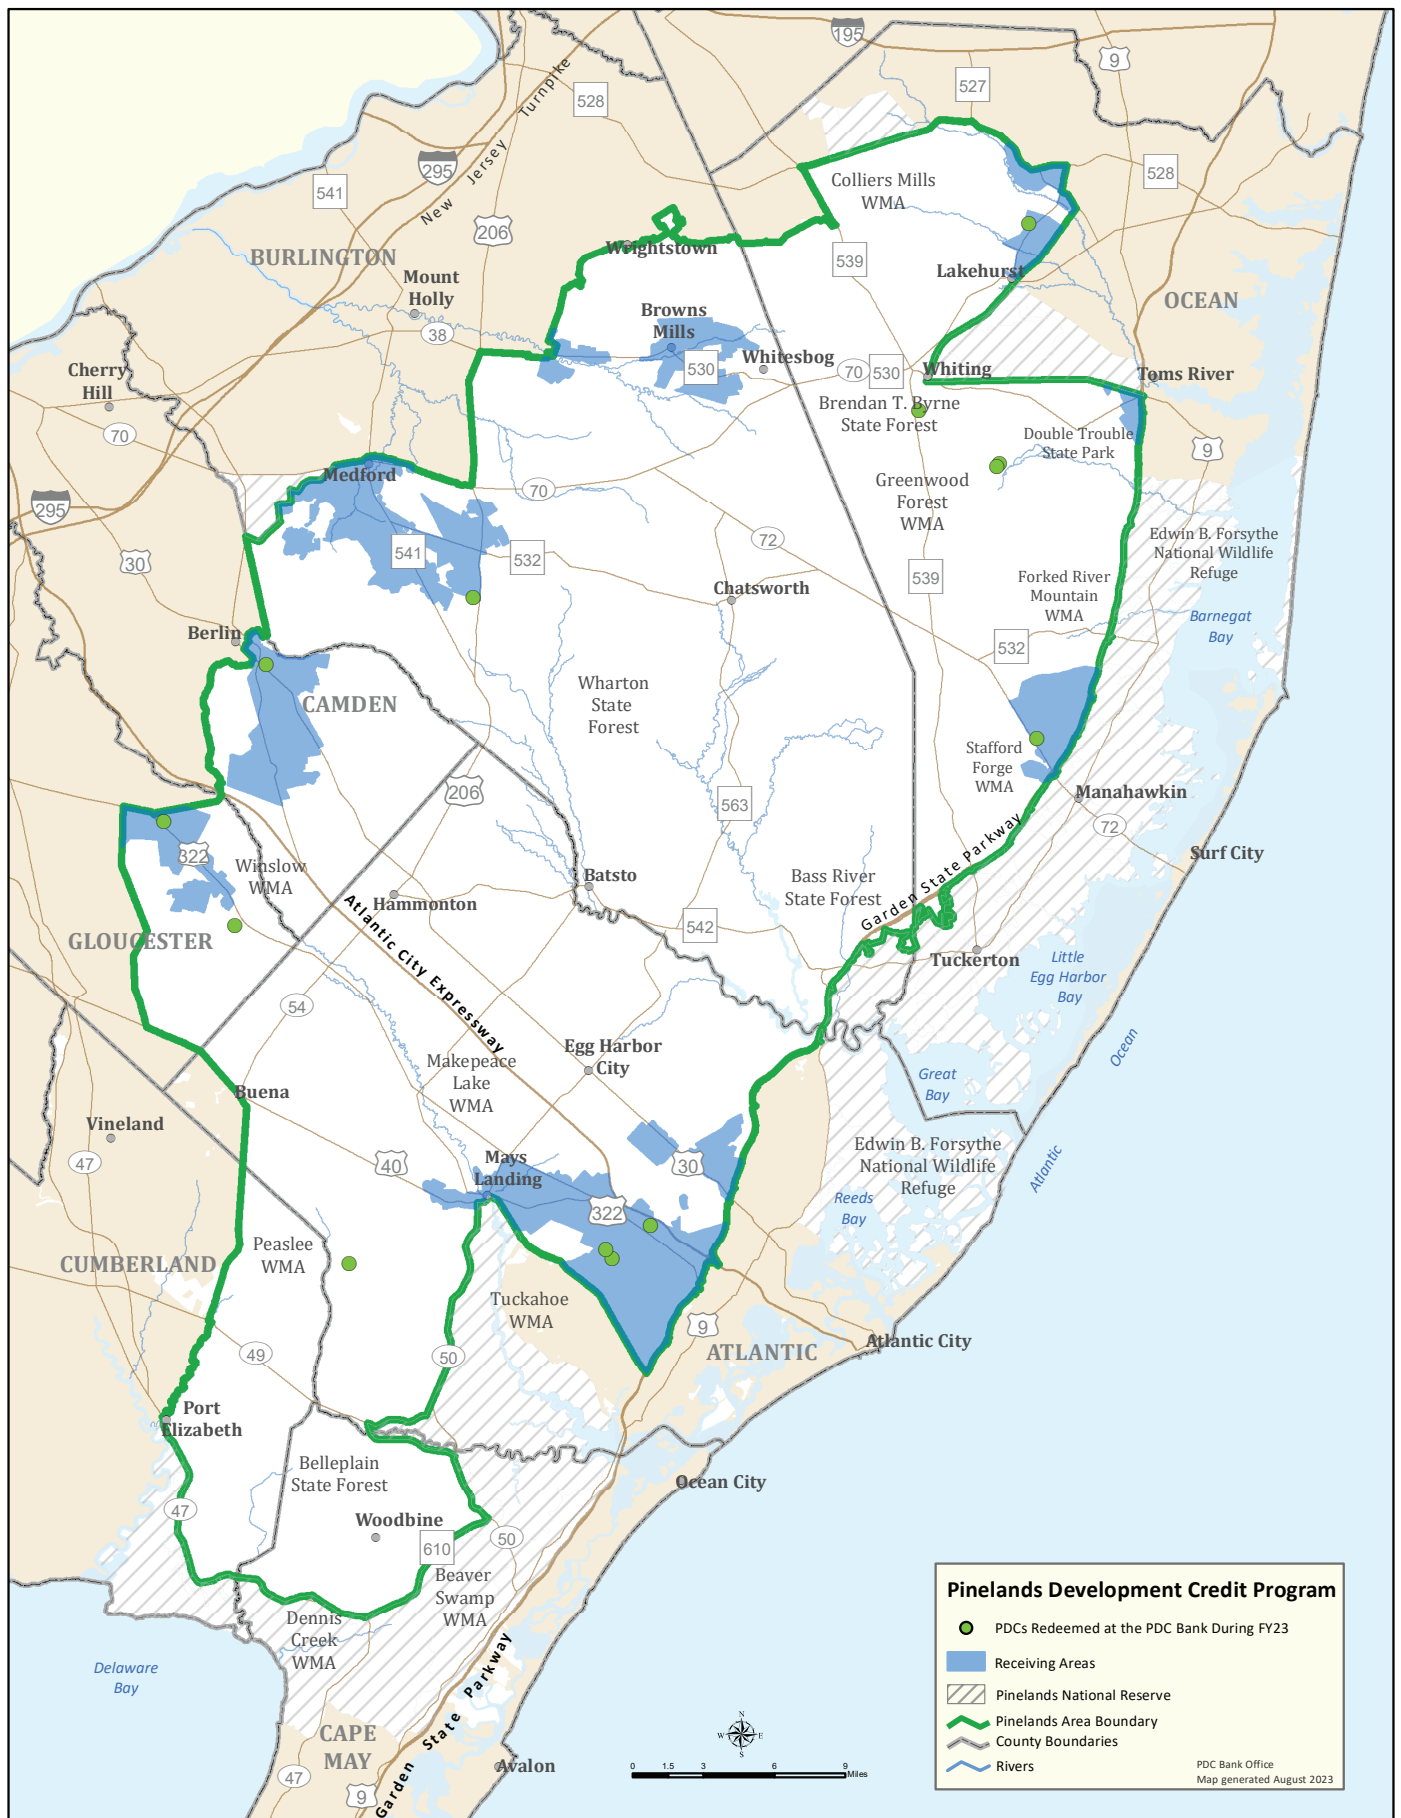 195
9
527
528
New Jersey Turnpike
295
541
528
Colliers Mills
WMA
206
BURLINGTON
Wrightstown
539
Lakehurst
Mount
Holly
OCEAN
38
Browns
Mills
Whitesbog
530
70
530
Whiting
Toms River
Cherry
Hill
70
Brendan T. Byrne
State Forest
Double Trouble
State Park
9
Medford
70
Greenwood
Forest
WMA
295
30
541
532
72
Edwin B. Forsythe
National Wildlife
Refuge
539
Forked River
Mountain
WMA
Chatsworth
Barnegat
Bay
Berlin
532
CAMDEN
Wharton
State
Forest
Stafford
Forge
WMA
206
563
Manahawkin
72
322
Winslow
WMA
Surf City
Batsto
Bass River
State Forest
Garden State Parkway
Hammonton
Atlantic City Expressway
542
GLOUCESTER
Tuckerton
Little
Egg Harbor
Bay
54
Egg Harbor
City
Makepeace
Lake
WMA
Ocean
Great
Bay
Buena
Vineland
47
40
Mays
Landing
30
Edwin B. Forsythe
National Wildlife
Refuge
Atlantic
Reeds
Bay
322
Peaslee
WMA
CUMBERLAND
Tuckahoe
WMA
9
Atlantic City
ATLANTIC
49
50
Port
Elizabeth
Belleplain
State Forest
Ocean City
47
Woodbine
50
610
Beaver
Swamp
WMA
Dennis
Creek
WMA
Delaware
Bay
Garden State Parkway
CAPE
MAY
47
9
Avalon
N
W E
S
0 1.5 3 6 9
Miles
Pinelands Development Credit Program
PDCs Redeemed at the PDC Bank During FY23
Receiving Areas
Pinelands National Reserve
Pinelands Area Boundary
County Boundaries
Rivers
PDC Bank Office
Map generated August 2023